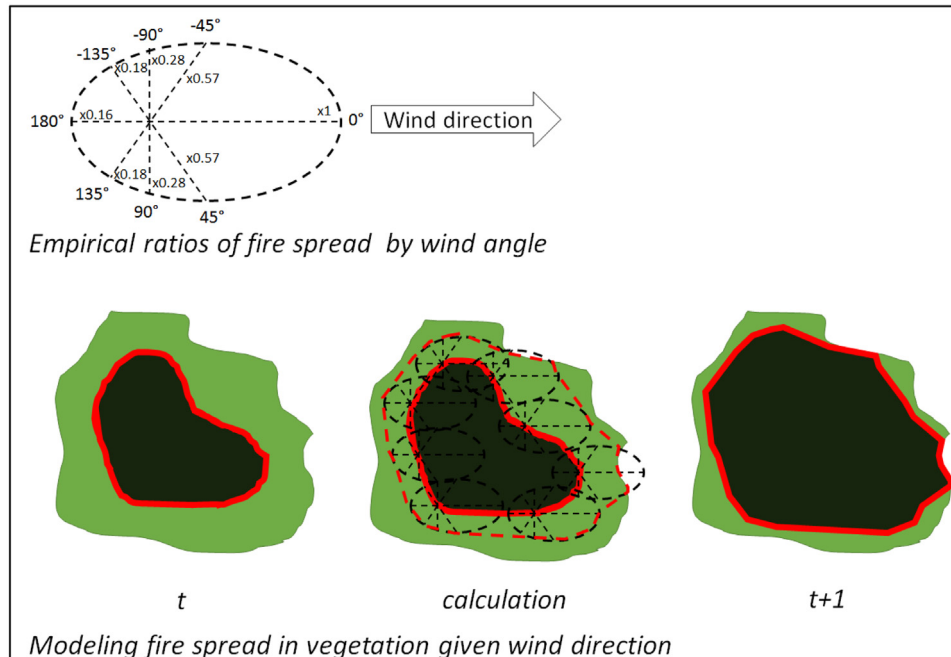 -90°
-135°
-45°
x0.18
x0.28
x0.57
180°
x0.16
x1
0°
Wind direction
x0.57
x0.18
x0.28
135°
90°
45°
Empirical ratios of fire spread by wind angle
t
calculation
t+1
Modeling fire spread in vegetation given wind direction